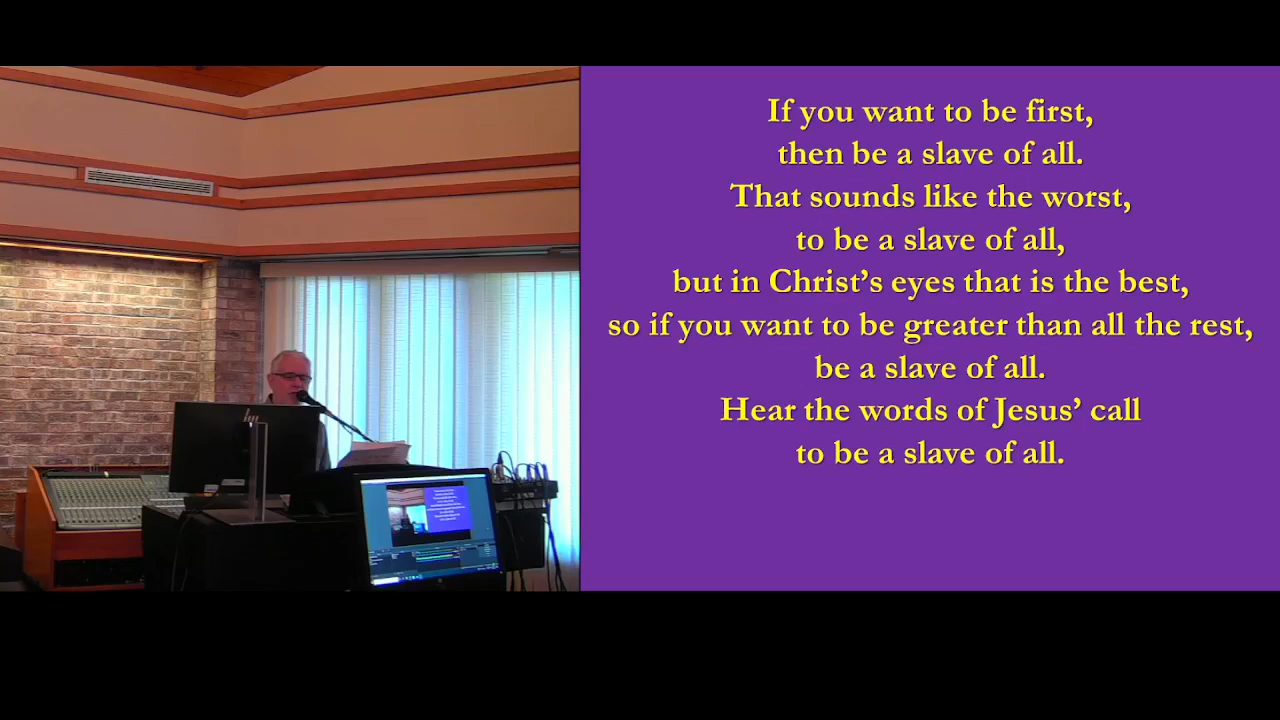 If you want to be first,
then be a slave of all.
That sounds like the worst,
to be a slave of all,
but in Christ’s eyes that is the best,
so if you want to be greater than all the rest,
be a slave of all.
Hear the words of Jesus’ call
to be a slave of all.
hp